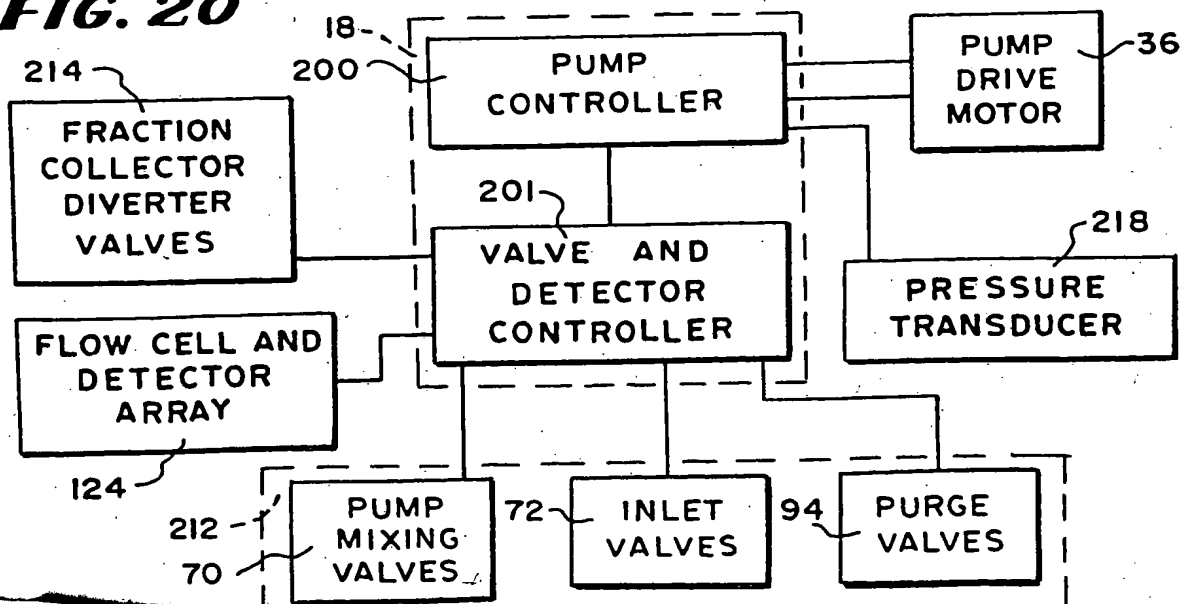 FIG. 20
18
200
PUMP
CONTROLLER
PUMP
DRIVE
MOTOR
36
214
FRACTION
COLLECTOR
DIVERTER
VALVES
201
VALVE AND
DETECTOR
CONTROLLER
218
PRESSURE
TRANSDUCER
FLOW CELL AND
DETECTOR
ARRAY
124
212
PUMP
MIXING
VALVES
70
72
INLET
VALVES
94
PURGE
VALVES